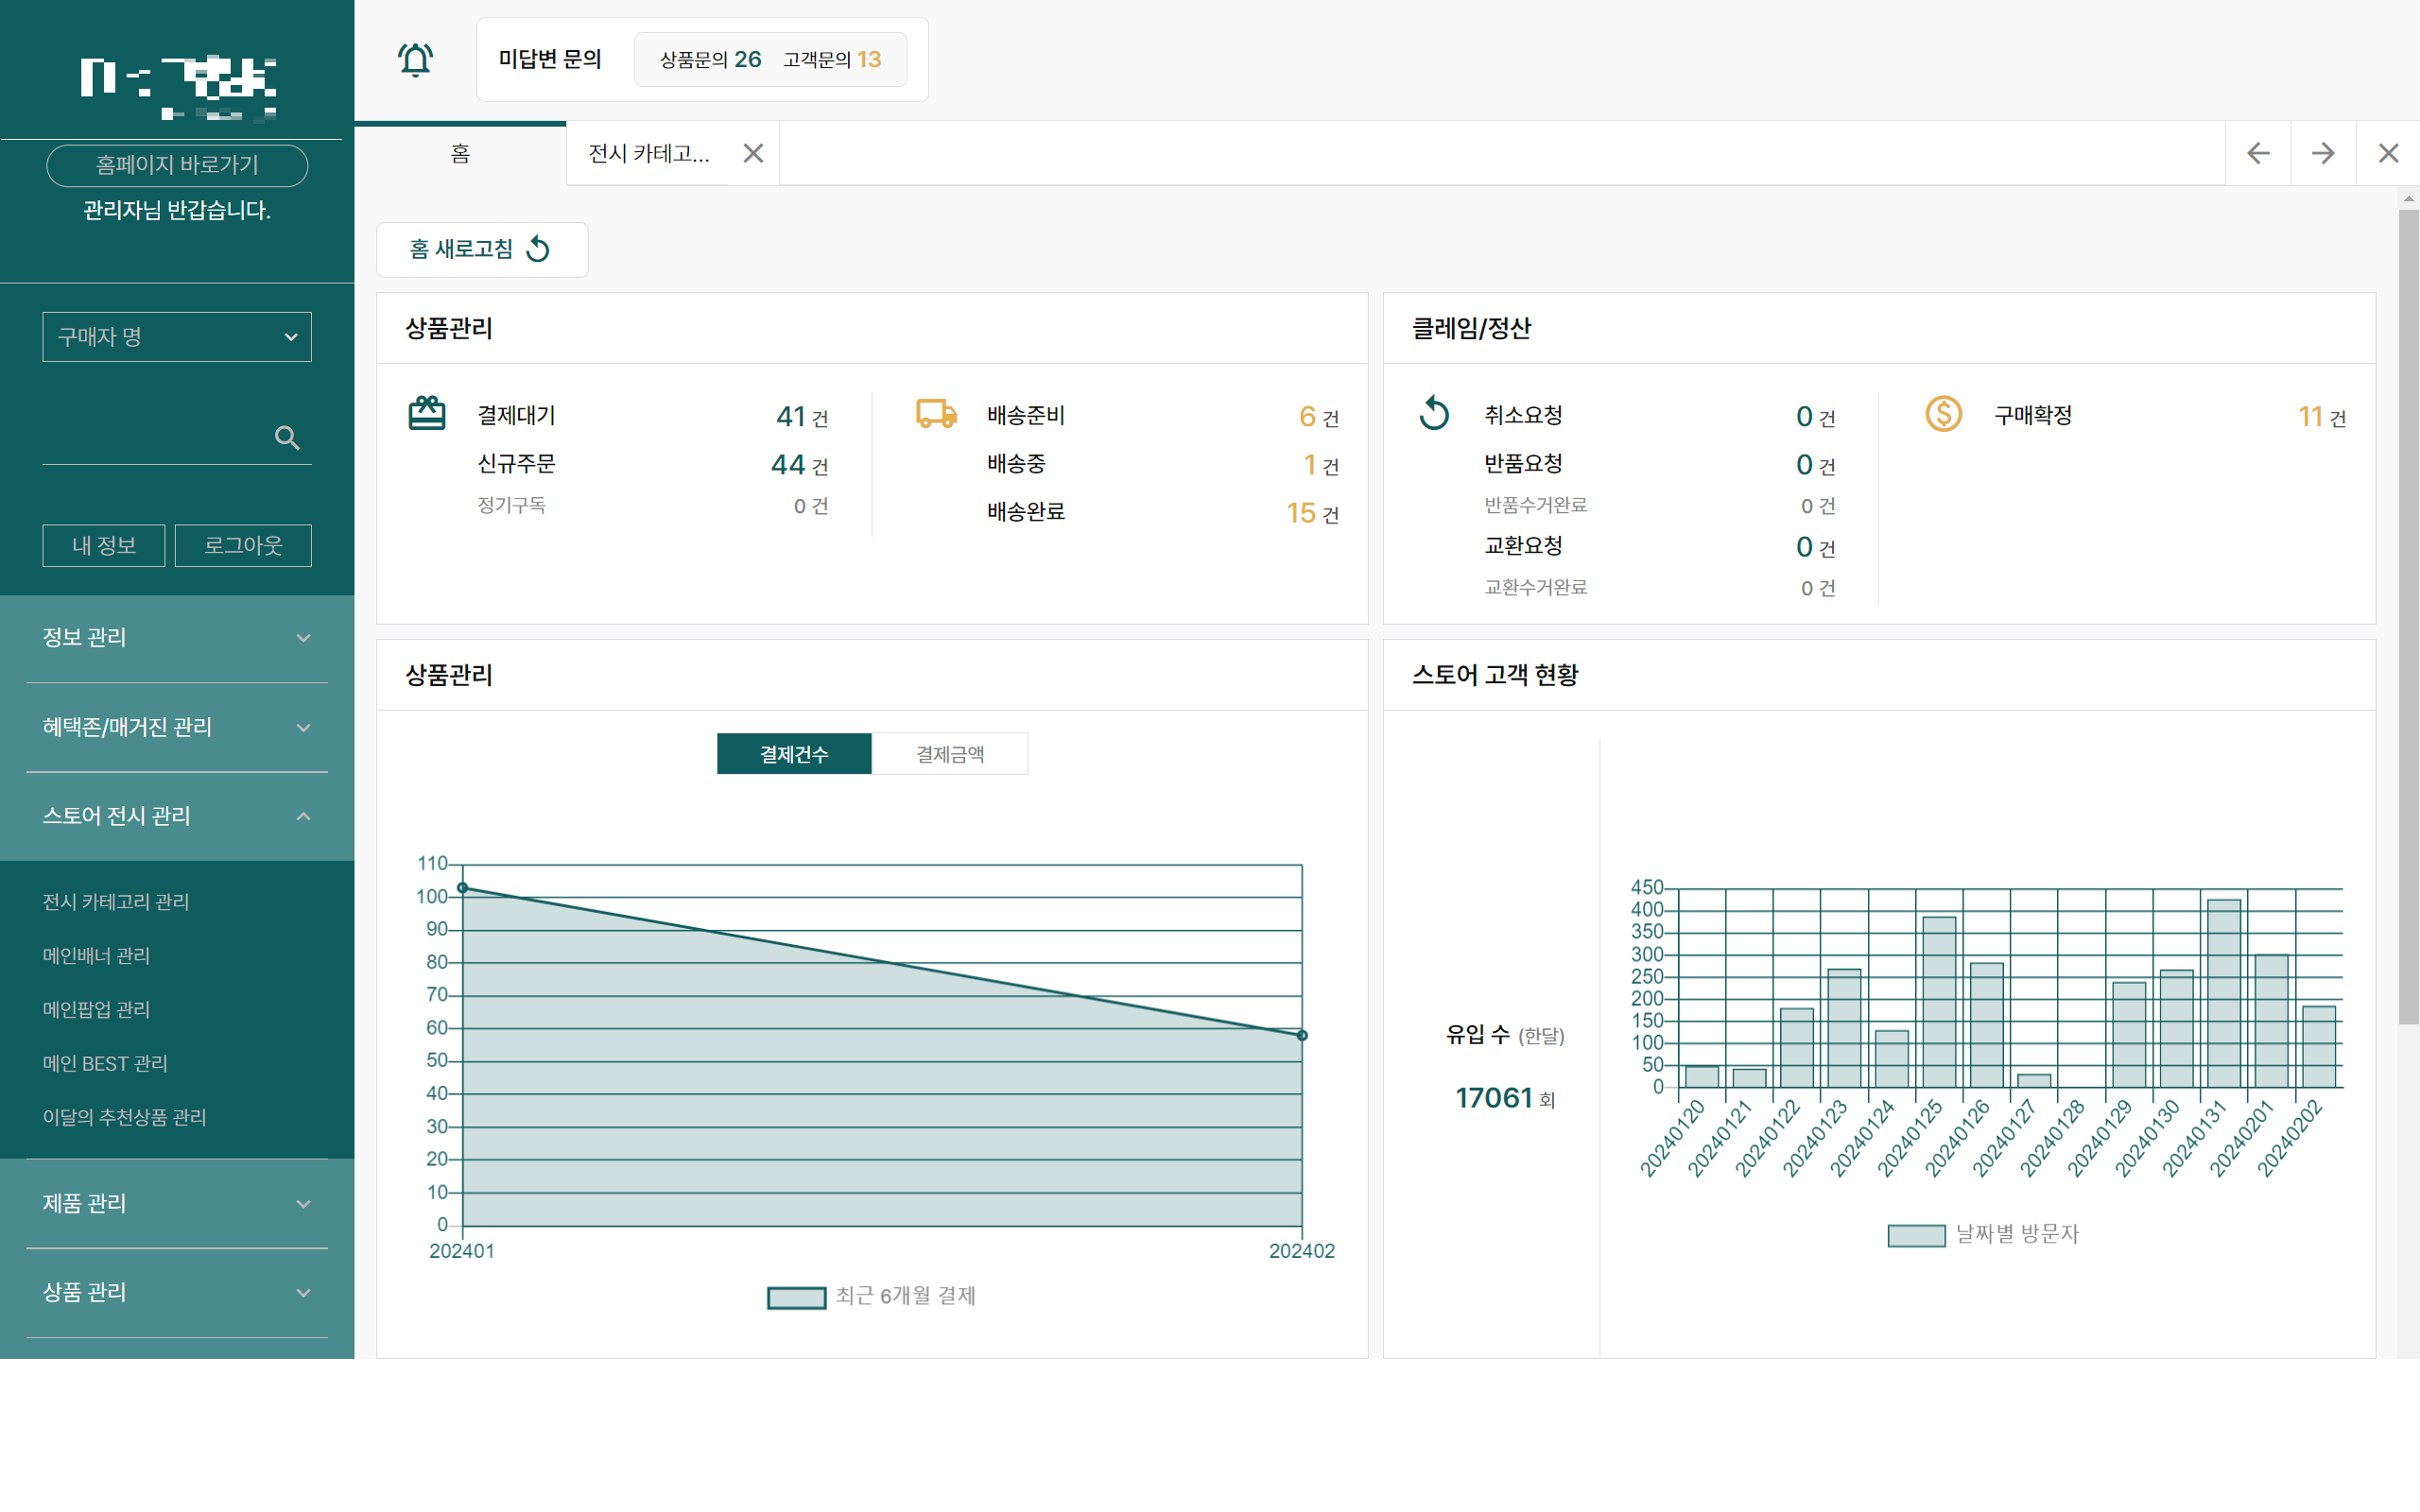 홈페이지 바로가기
관리자님 반갑습니다.
구매자 명
내 정보
로그아웃
정보 관리
혜택존/매거진 관리
스토어 전시 관리
전시 카테고리 관리
메인배너 관리
메인팝업 관리
메인 BEST 관리
이달의 추천상품 관리
제품 관리
상품 관리
미답변 문의 상품문의 26 고객문의 13
홈 전시 카테고...
홈 새로고침
상품관리
결제대기 41 건
신규주문 44 건
정기구독 0 건
배송준비 6 건
배송중 1 건
배송완료 15 건
클레임/정산
취소요청 0 건
반품요청 0 건
반품수거완료 0 건
교환요청 0 건
교환수거완료 0 건
구매확정 11 건
상품관리
결제건수 결제금액
110
100
90
80
70
60
50
40
30
20
10
0
202401 202402
최근 6개월 결제
스토어 고객 현황
유입 수 (한달)
17061 회
450
400
350
300
250
200
150
100
50
0
20240120 20240121 20240122 20240123 20240124 20240125 20240126 20240127 20240128 20240129 20240130 20240131 20240201 20240202
날짜별 방문자